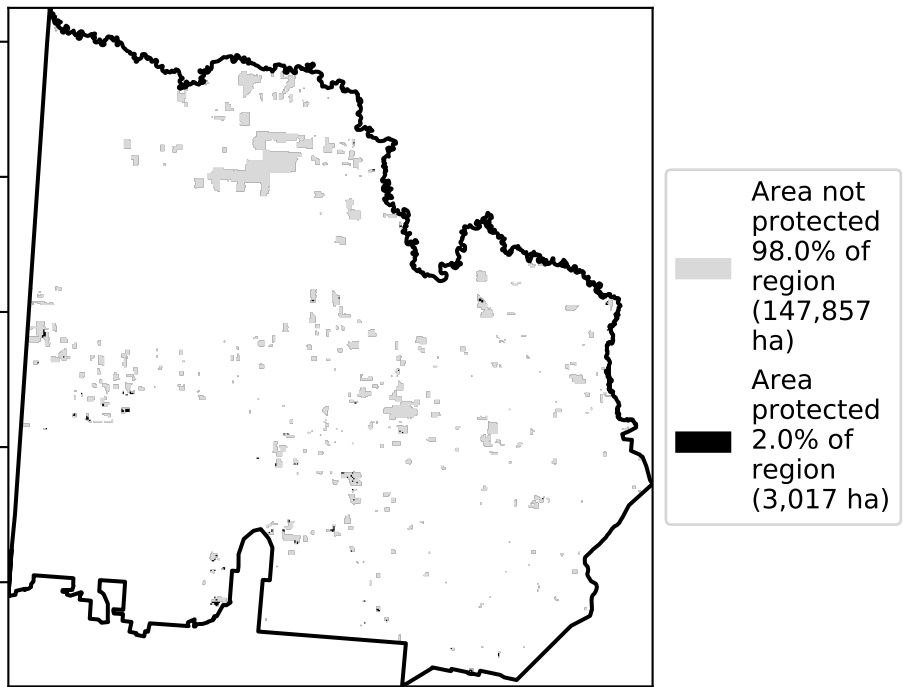 Area not
protected
98.0% of
region
(147,857
ha)
Area
protected
2.0% of
region
(3,017 ha)